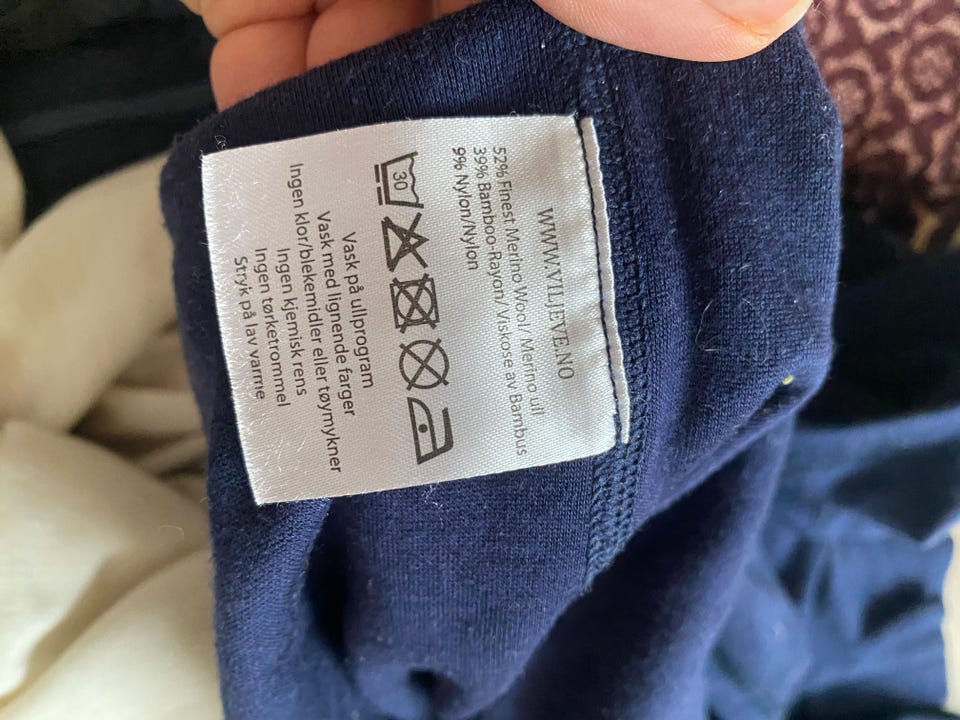 WWW.VILJEVE.NO
52% Finest Merino Wool/ Merino ull
39% Bamboo-Rayon/Viskose av Bambus
9% Nylon/Nylon
30
Vask på ullprogram
Vask med lignende farger
Ingen klor/blekemidler eller tøymykner
Ingen kjemisk rens
Ingen tørketrommel
Stryk på lav varme